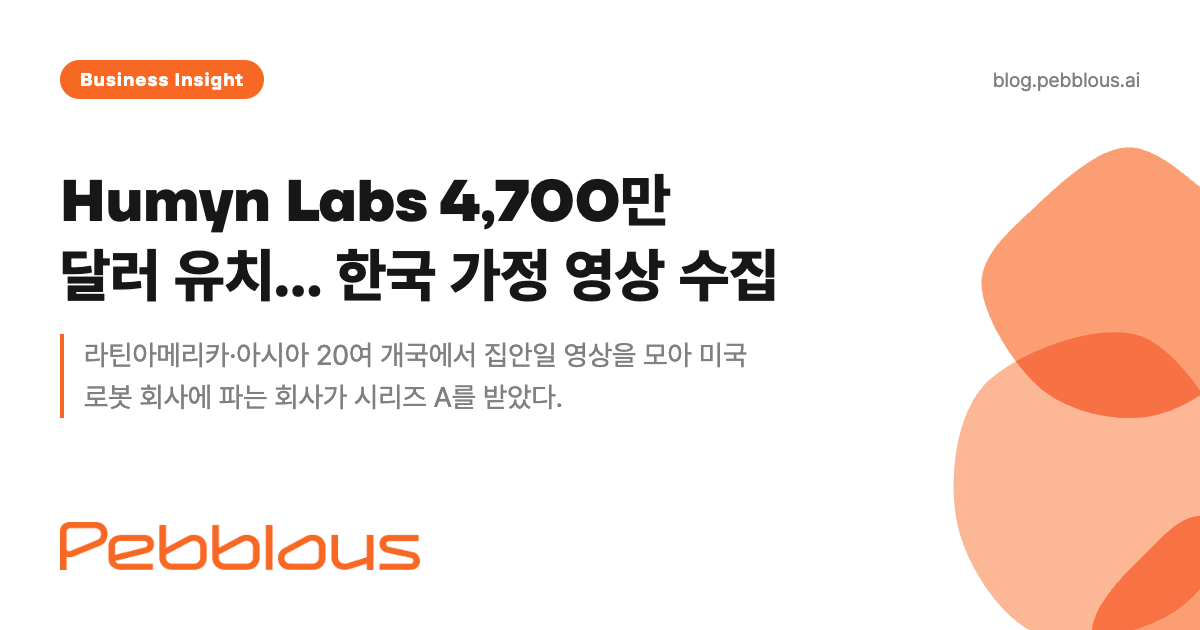 Business Insight
blog.pebblous.ai
Humyn Labs 4,700만
달러 유치... 한국 가정 영상 수집
라틴아메리카·아시아 20여 개국에서 집안일 영상을 모아 미국
로봇 회사에 파는 회사가 시리즈 A를 받았다.
Pebblous